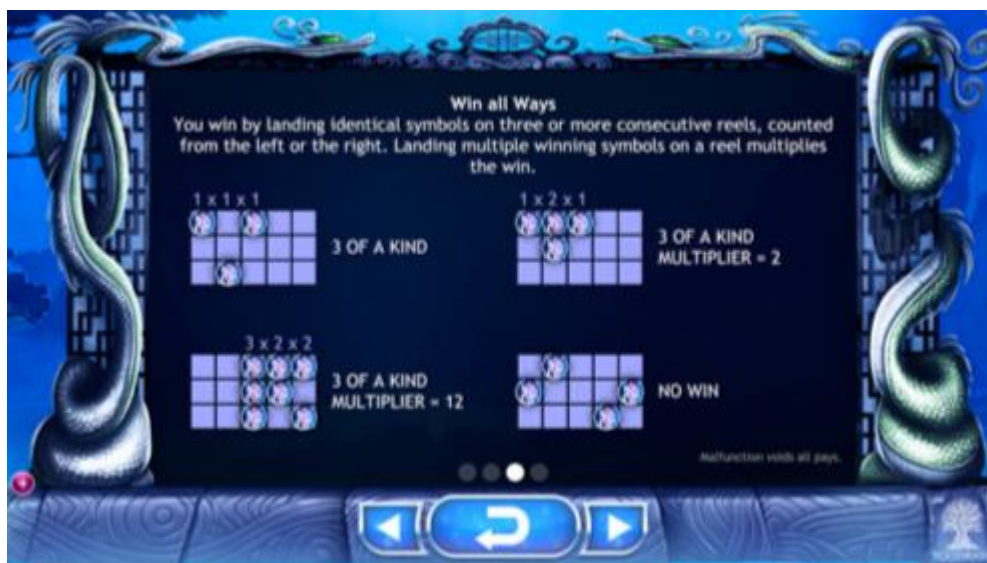 Win all Ways
You win by landing identical symbols on three or more consecutive reels, counted
from the left or the right. Landing multiple winning symbols on a reel multiplies
the win.
1 x 1 x 1
3 OF A KIND
1 x 2 x 1
3 OF A KIND
MULTIPLIER = 2
3 x 2 x 2
3 OF A KIND
MULTIPLIER = 12
NO WIN
Malfunction voids all pays.